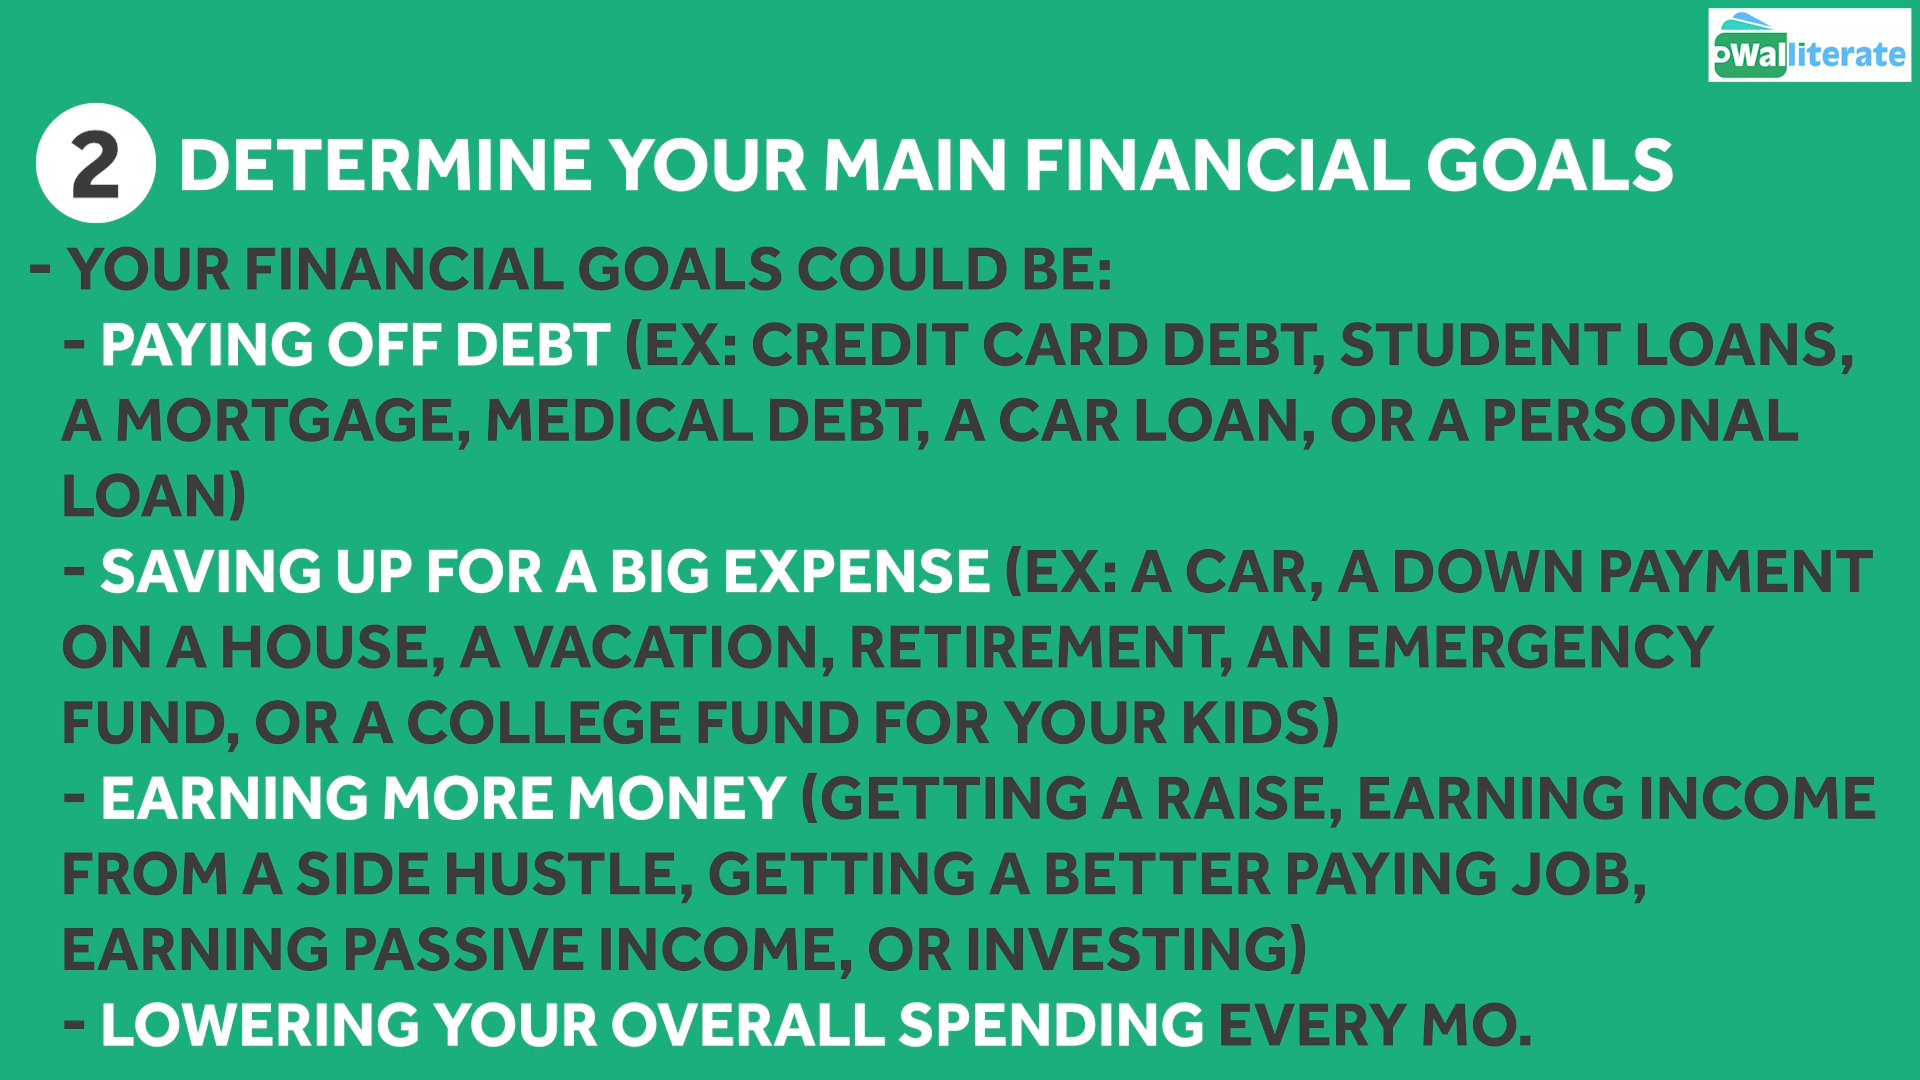 Walliterate
2 DETERMINE YOUR MAIN FINANCIAL GOALS
- YOUR FINANCIAL GOALS COULD BE:
- PAYING OFF DEBT (EX: CREDIT CARD DEBT, STUDENT LOANS,
A MORTGAGE, MEDICAL DEBT, A CAR LOAN, OR A PERSONAL
LOAN)
- SAVING UP FOR A BIG EXPENSE (EX: A CAR, A DOWN PAYMENT
ON A HOUSE, A VACATION, RETIREMENT, AN EMERGENCY
FUND, OR A COLLEGE FUND FOR YOUR KIDS)
- EARNING MORE MONEY (GETTING A RAISE, EARNING INCOME
FROM A SIDE HUSTLE, GETTING A BETTER PAYING JOB,
EARNING PASSIVE INCOME, OR INVESTING)
- LOWERING YOUR OVERALL SPENDING EVERY MO.